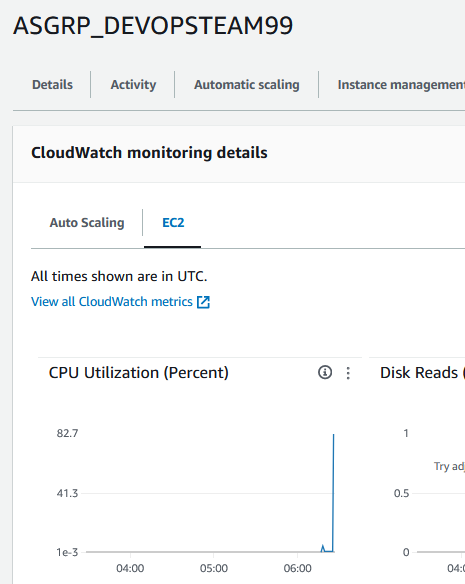 ASGRP_DEVOPSTEAM99
Details Activity Automatic scaling Instance management
CloudWatch monitoring details
Auto Scaling EC2
All times shown are in UTC.
View all CloudWatch metrics
CPU Utilization (Percent) Disk Reads (
82.7
41.3
1e-3
04:00 05:00 06:00
1
Try adj
0.5
0
04:0